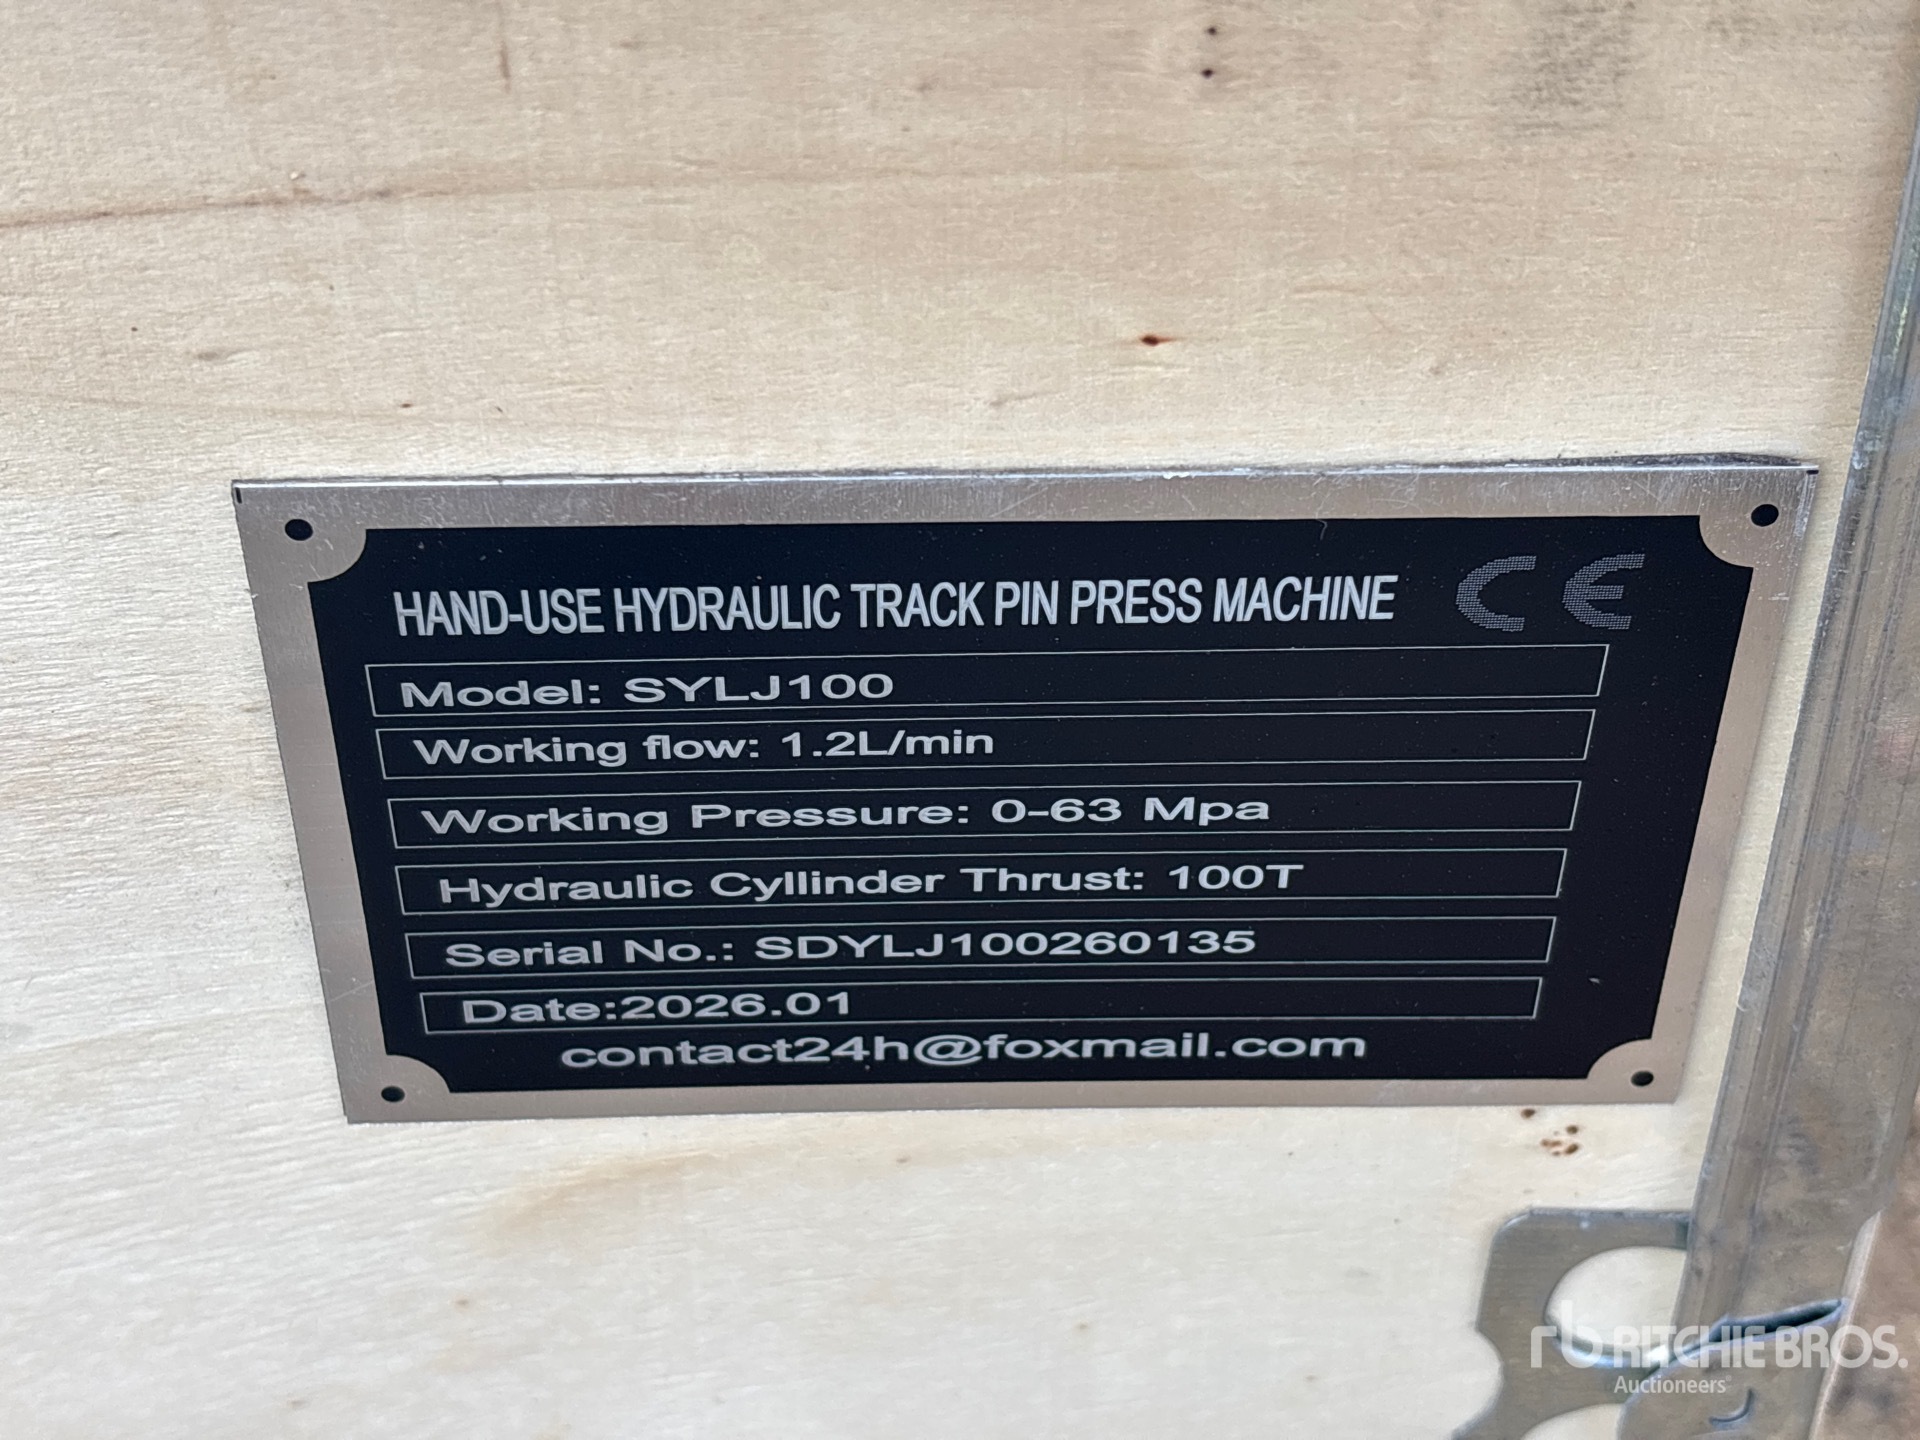 HAND-USE HYDRAULIC TRACK PIN PRESS MACHINE CE
Model: SYLJ100
Working flow: 1.2L/min
Working Pressure: 0-63 Mpa
Hydraulic Cyllinder Thrust: 100T
Serial No.: SDYLJ100260135
Date:2026.01
contact24h@foxmail.com
rb RITCHIE BROS.
Auctioneers